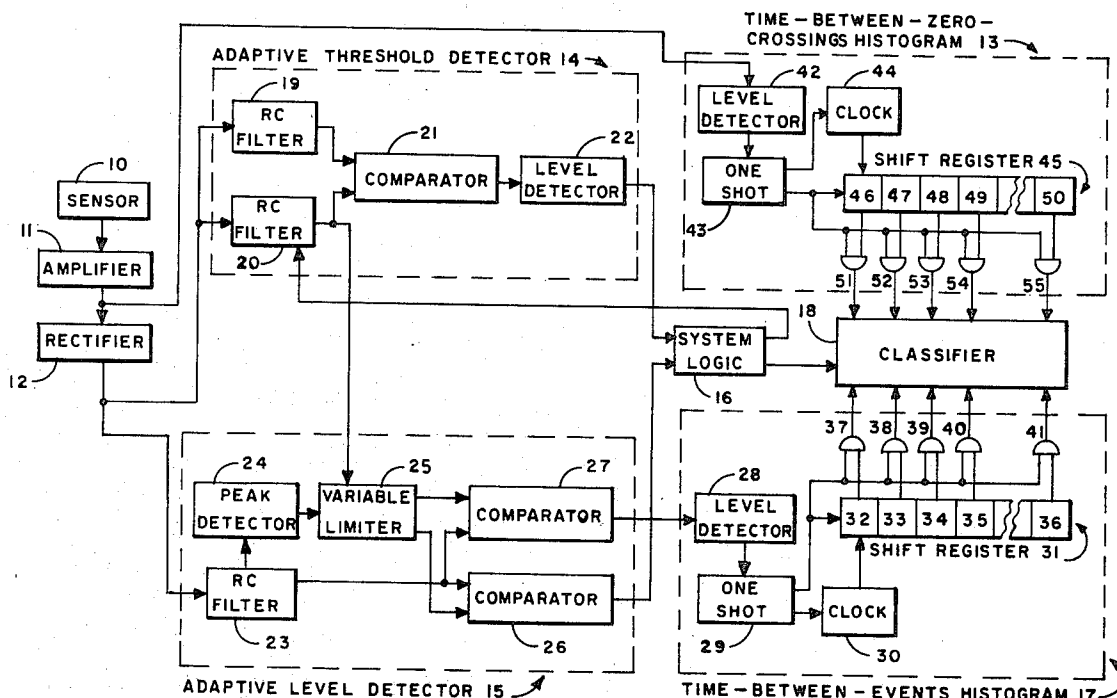 TIME-BETWEEN-ZERO-
CROSSINGS HISTOGRAM 13
ADAPTIVE THRESHOLD DETECTOR 14
10
SENSOR
11
AMPLIFIER
RECTIFIER
12
19
RC
FILTER
RC
FILTER
20
21
COMPARATOR
22
LEVEL
DETECTOR
42
LEVEL
DETECTOR
44
CLOCK
ONE
SHOT
43
SHIFT REGISTER 45
46 47 48 49 50
51 52 53 54 55
18
CLASSIFIER
SYSTEM
LOGIC
16
24
PEAK
DETECTOR
25
VARIABLE
LIMITER
27
COMPARATOR
RC
FILTER
23
COMPARATOR
26
ADAPTIVE LEVEL DETECTOR 15
37 38 39 40 41
28
LEVEL
DETECTOR
32 33 34 35 36
SHIFT REGISTER 31
ONE
SHOT
29
CLOCK
30
TIME-BETWEEN-EVENTS HISTOGRAM 17